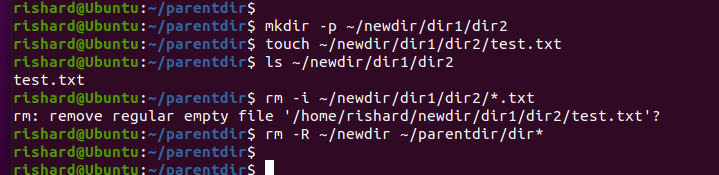 rishard@Ubuntu:~/parentdir$
rishard@Ubuntu:~/parentdir$ mkdir -p ~/newdir/dir1/dir2
rishard@Ubuntu:~/parentdir$ touch ~/newdir/dir1/dir2/test.txt
rishard@Ubuntu:~/parentdir$ ls ~/newdir/dir1/dir2
test.txt
rishard@Ubuntu:~/parentdir$ rm -i ~/newdir/dir1/dir2/*.txt
rm: remove regular empty file '/home/rishard/newdir/dir1/dir2/test.txt'?
rishard@Ubuntu:~/parentdir$ rm -R ~/newdir ~/parentdir/dir*
rishard@Ubuntu:~/parentdir$
rishard@Ubuntu:~/parentdir$